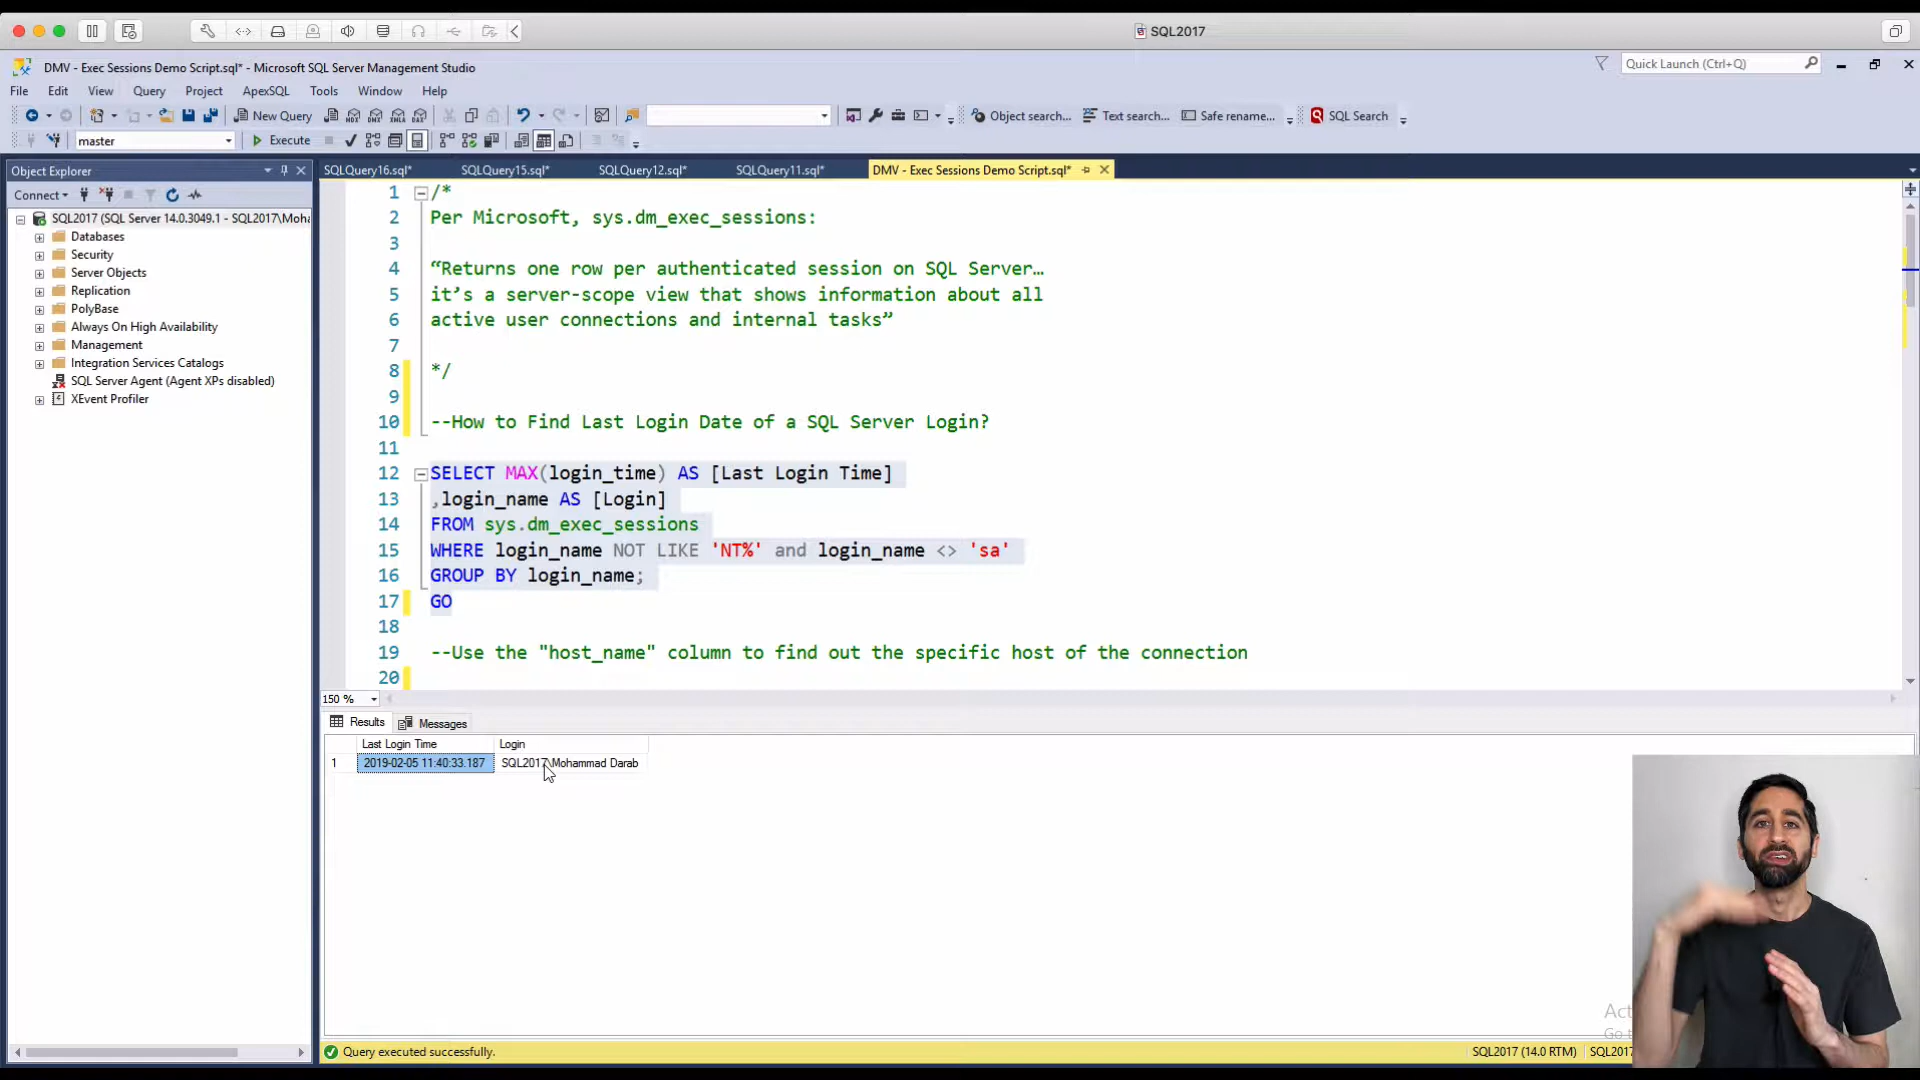 SQL2017
DMV - Exec Sessions Demo Script.sql* - Microsoft SQL Server Management Studio
Quick Launch (Ctrl+Q)
File Edit View Query Project ApexSQL Tools Window Help
New Query
Object search... Text search... Safe rename... SQL Search
master Execute
Object Explorer
SQLQuery16.sql* SQLQuery15.sql* SQLQuery12.sql* SQLQuery11.sql* DMV - Exec Sessions Demo Script.sql*
Connect
SQL2017 (SQL Server 14.0.3049.1 - SQL2017\Moha
Databases
Security
Server Objects
Replication
PolyBase
Always On High Availability
Management
Integration Services Catalogs
SQL Server Agent (Agent XPs disabled)
XEvent Profiler
1 /*
2 Per Microsoft, sys.dm_exec_sessions:
3
4 “Returns one row per authenticated session on SQL Server…
5 it’s a server-scope view that shows information about all
6 active user connections and internal tasks”
7
8 */
9
10 --How to Find Last Login Date of a SQL Server Login?
11
12 SELECT MAX(login_time) AS [Last Login Time]
13 ,login_name AS [Login]
14 FROM sys.dm_exec_sessions
15 WHERE login_name NOT LIKE 'NT%' and login_name <> 'sa'
16 GROUP BY login_name;
17 GO
18
19 --Use the "host_name" column to find out the specific host of the connection
20
150 %
Results Messages
Last Login Time Login
1 2019-02-05 11:40:33.187 SQL2017\Mohammad Darab
Act
Go t
Query executed successfully. SQL2017 (14.0 RTM) SQL2017